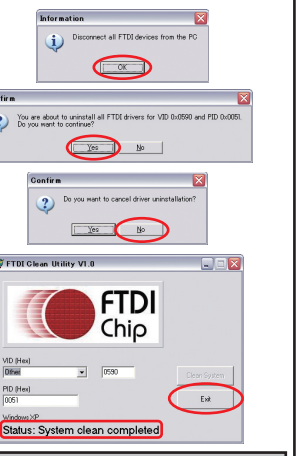 Information
Disconnect all FTDI devices from the PC
OK
nfirm
You are about to uninstall all FTDI drivers for VID 0x0590 and PID 0x0051.
Do you want to continue?
Yes
No
Confirm
Do you want to cancel driver uninstallation?
Yes
No
FTDI Clean Utility V1.0
FTDI
Chip
VID (Hex)
Other
0590
Clean System
PID (Hex)
0051
Exit
Windows XP
Status: System clean completed